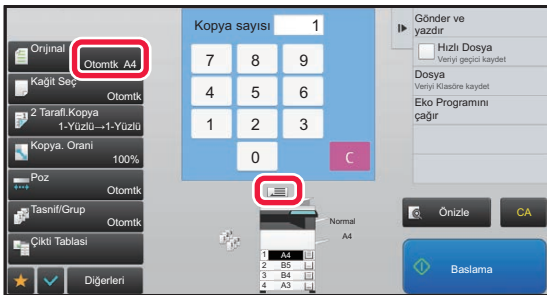 Orijınal
Otomtk A4
Kağit Seç
Otomtk
2 Tarafl.Kopya
1-Yüzlü→1-Yüzlü
Kopya. Orani
100%
Poz
Otomtk
Tasnif/Grup
Otomtk
Çikti Tablasi
Diğerleri
Kopya sayısı 1
7 8 9
4 5 6
1 2 3
0 C
Normal
A4
1 A4
2 B5
3 B4
4 A3
Gönder ve
yazdır
Hızlı Dosya
Veriyi geçici kaydet
Dosya
Veriyi Klasöre kaydet
Eko Programını
çağır
Önizle
CA
Baslama